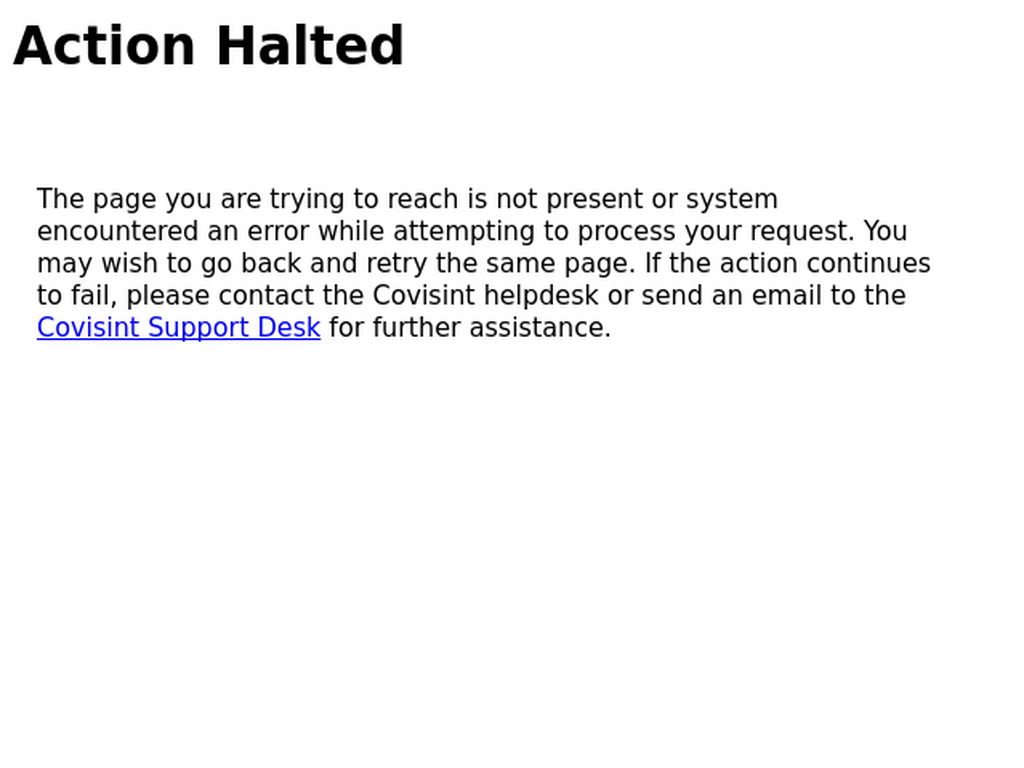 Action Halted
The page you are trying to reach is not present or system
encountered an error while attempting to process your request. You
may wish to go back and retry the same page. If the action continues
to fail, please contact the Covisint helpdesk or send an email to the
Covisint Support Desk for further assistance.